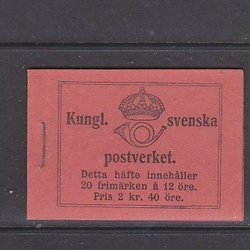 Kungl. svenska
postverket.
Detta häfte innehåller
20 frimärken à 12 öre.
Pris 2 kr. 40 öre.